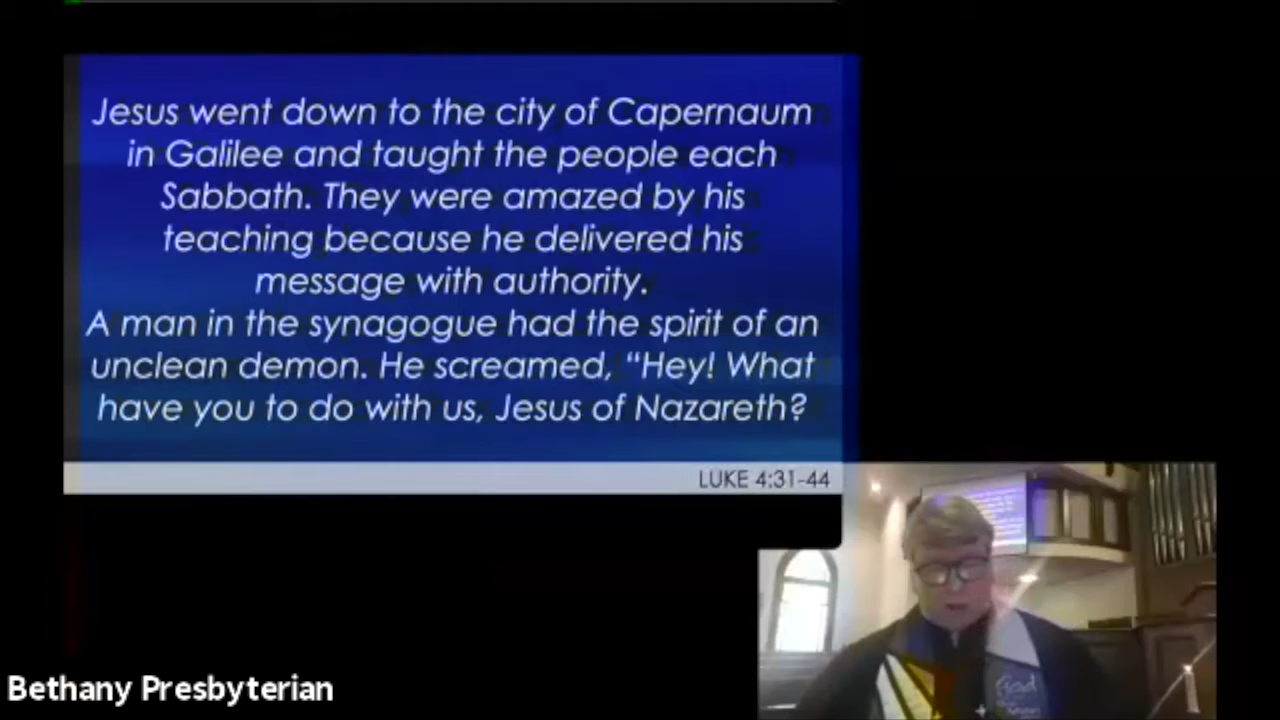 Jesus went down to the city of Capernaum
in Galilee and taught the people each
Sabbath. They were amazed by his
teaching because he delivered his
message with authority.
A man in the synagogue had the spirit of an
unclean demon. He screamed, “Hey! What
have you to do with us, Jesus of Nazareth?
LUKE 4:31-44
God
Bethany Presbyterian